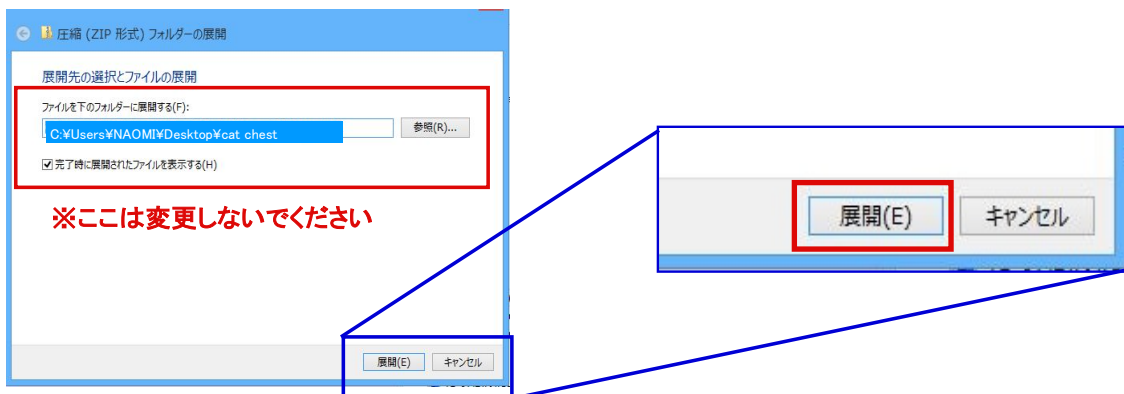 圧縮 (ZIP 形式) フォルダーの展開
展開先の選択とファイルの展開
ファイルを下のフォルダーに展開する(F):
C:¥Users¥NAOMI¥Desktop¥cat chest
参照(R)...
完了時に展開されたファイルを表示する(H)
※ここは変更しないでください
展開(E)
キャンセル
展開(E)
キャンセル